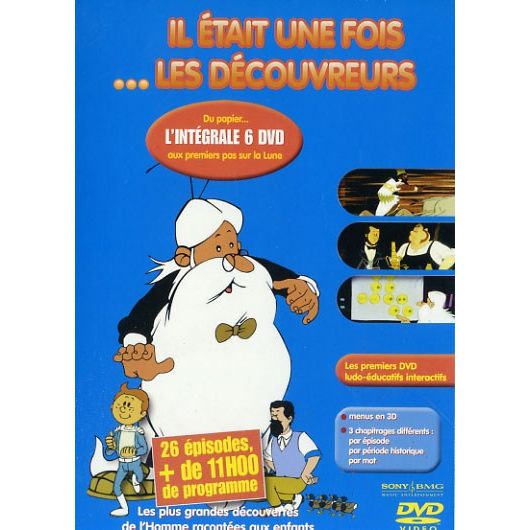 IL ÉTAIT UNE FOIS
... LES DÉCOUVREURS
Du papier...
L'INTÉGRALE 6 DVD
aux premiers pas sur la Lune
Les premiers DVD
ludo-éducatifs interactifs
• menus en 3D
• 3 chapitrages différents :
par épisode
par période historique
par mot
26 épisodes,
+ de 11H00
de programme
Les plus grandes découvertes
de l'Homme racontées aux enfants
SONY BMG
MUSIC ENTERTAINMENT
DVD
VIDEO